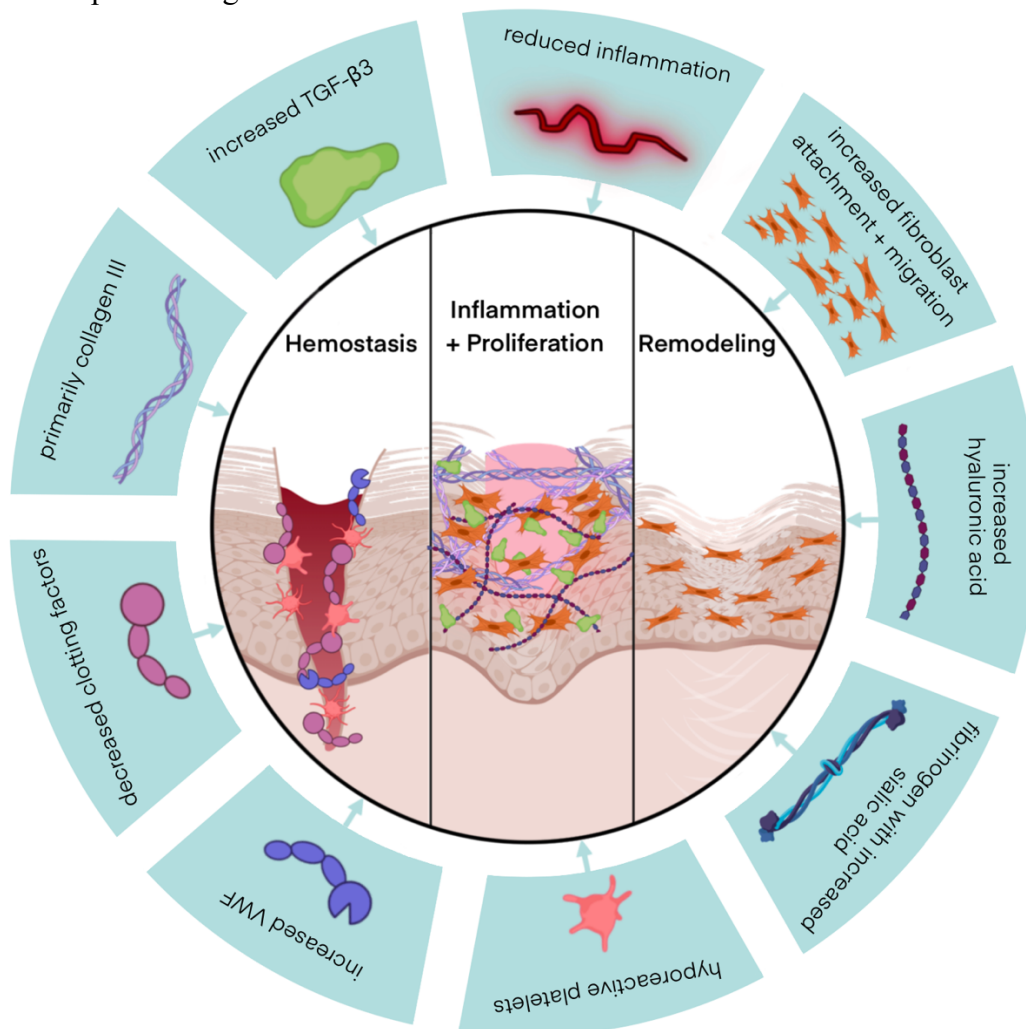 reduced inflammation
increased fibroblast
attachment + migration
increased
hyaluronic acid
fibrinogen with increased
sialic acid
hyporeactive platelets
increased VWF
decreased clotting factors
primarily collagen III
increased TGF-β3
Hemostasis
Inflammation
+ Proliferation
Remodeling